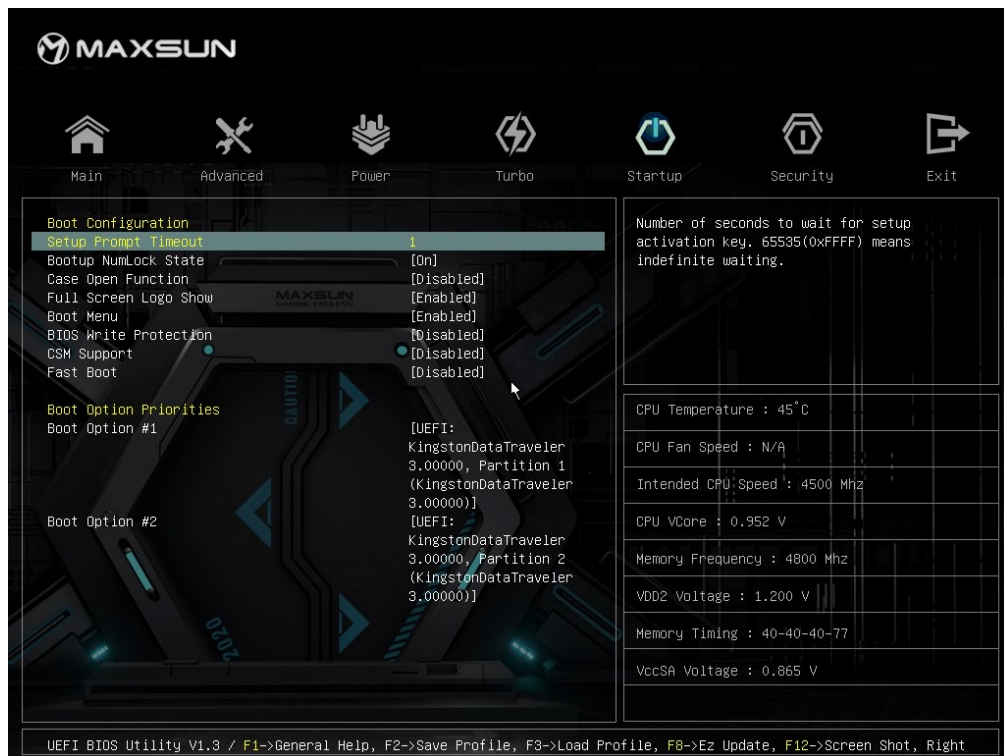 MAXSUN
Main Advanced Power Turbo Startup Security Exit
Boot Configuration
Setup Prompt Timeout 1
Bootup NumLock State [On]
Case Open Function [Disabled]
Full Screen Logo Show [Enabled]
Boot Menu [Enabled]
BIOS Write Protection [Disabled]
CSM Support [Disabled]
Fast Boot [Disabled]
Boot Option Priorities
Boot Option #1 [UEFI:
KingstonDataTraveler
3.00000, Partition 1
(KingstonDataTraveler
3.00000)]
Boot Option #2 [UEFI:
KingstonDataTraveler
3.00000, Partition 2
(KingstonDataTraveler
3.00000)]
Number of seconds to wait for setup
activation key. 65535(0xFFFF) means
indefinite waiting.
CPU Temperature : 45°C
CPU Fan Speed : N/A
Intended CPU Speed : 4500 Mhz
CPU VCore : 0.952 V
Memory Frequency : 4800 Mhz
VDD2 Voltage : 1.200 V
Memory Timing : 40-40-40-77
VccSA Voltage : 0.865 V
MAXSUN
CAUTION
2020
UEFI BIOS Utility V1.3 / F1->General Help, F2->Save Profile, F3->Load Profile, F8->Ez Update, F12->Screen Shot, Right